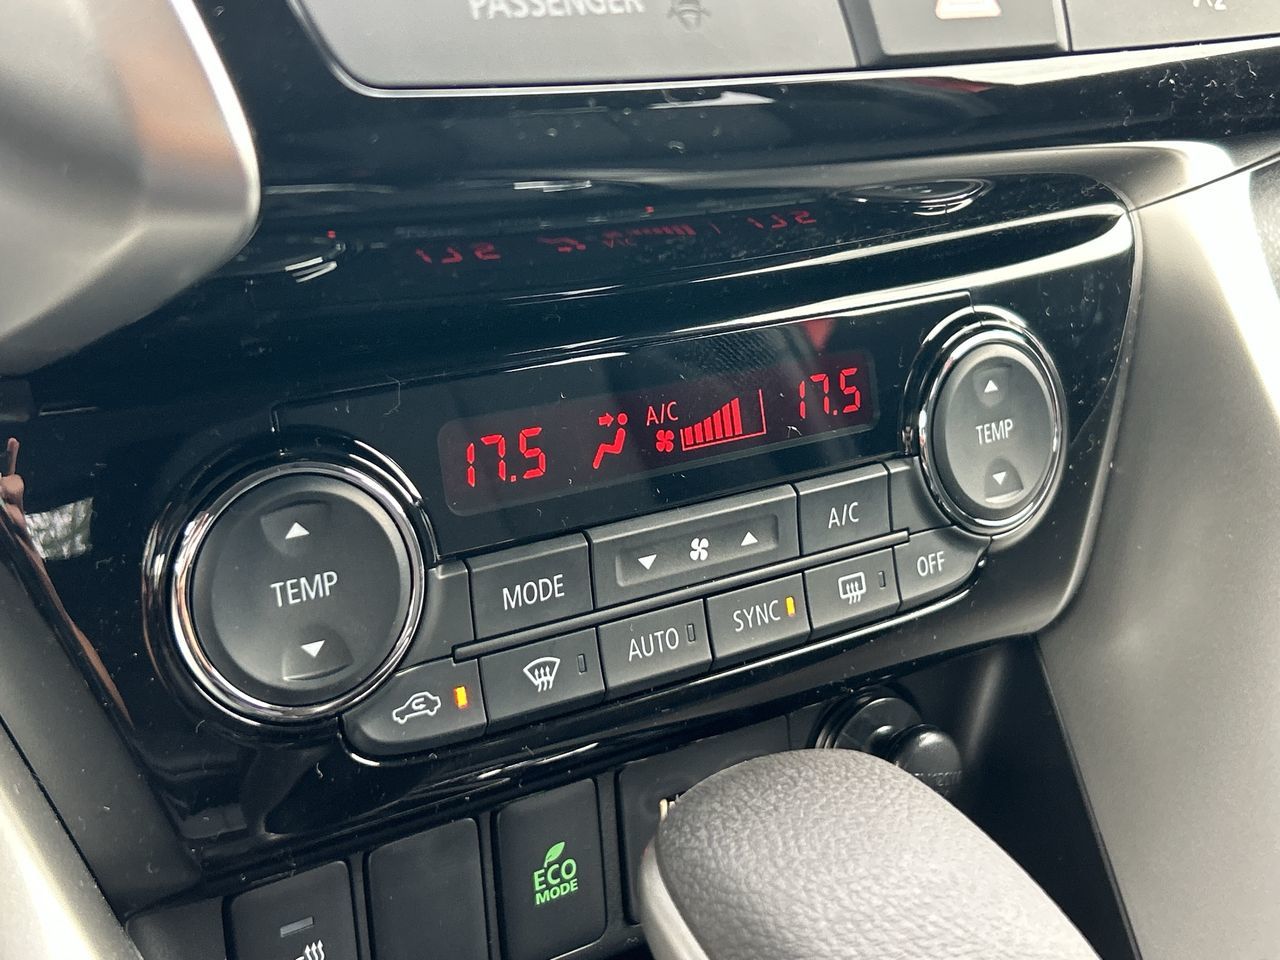 PASSENGER
17.5 A/C 17.5
TEMP
MODE
A/C
TEMP
AUTO
SYNC
OFF
ECO
MODE